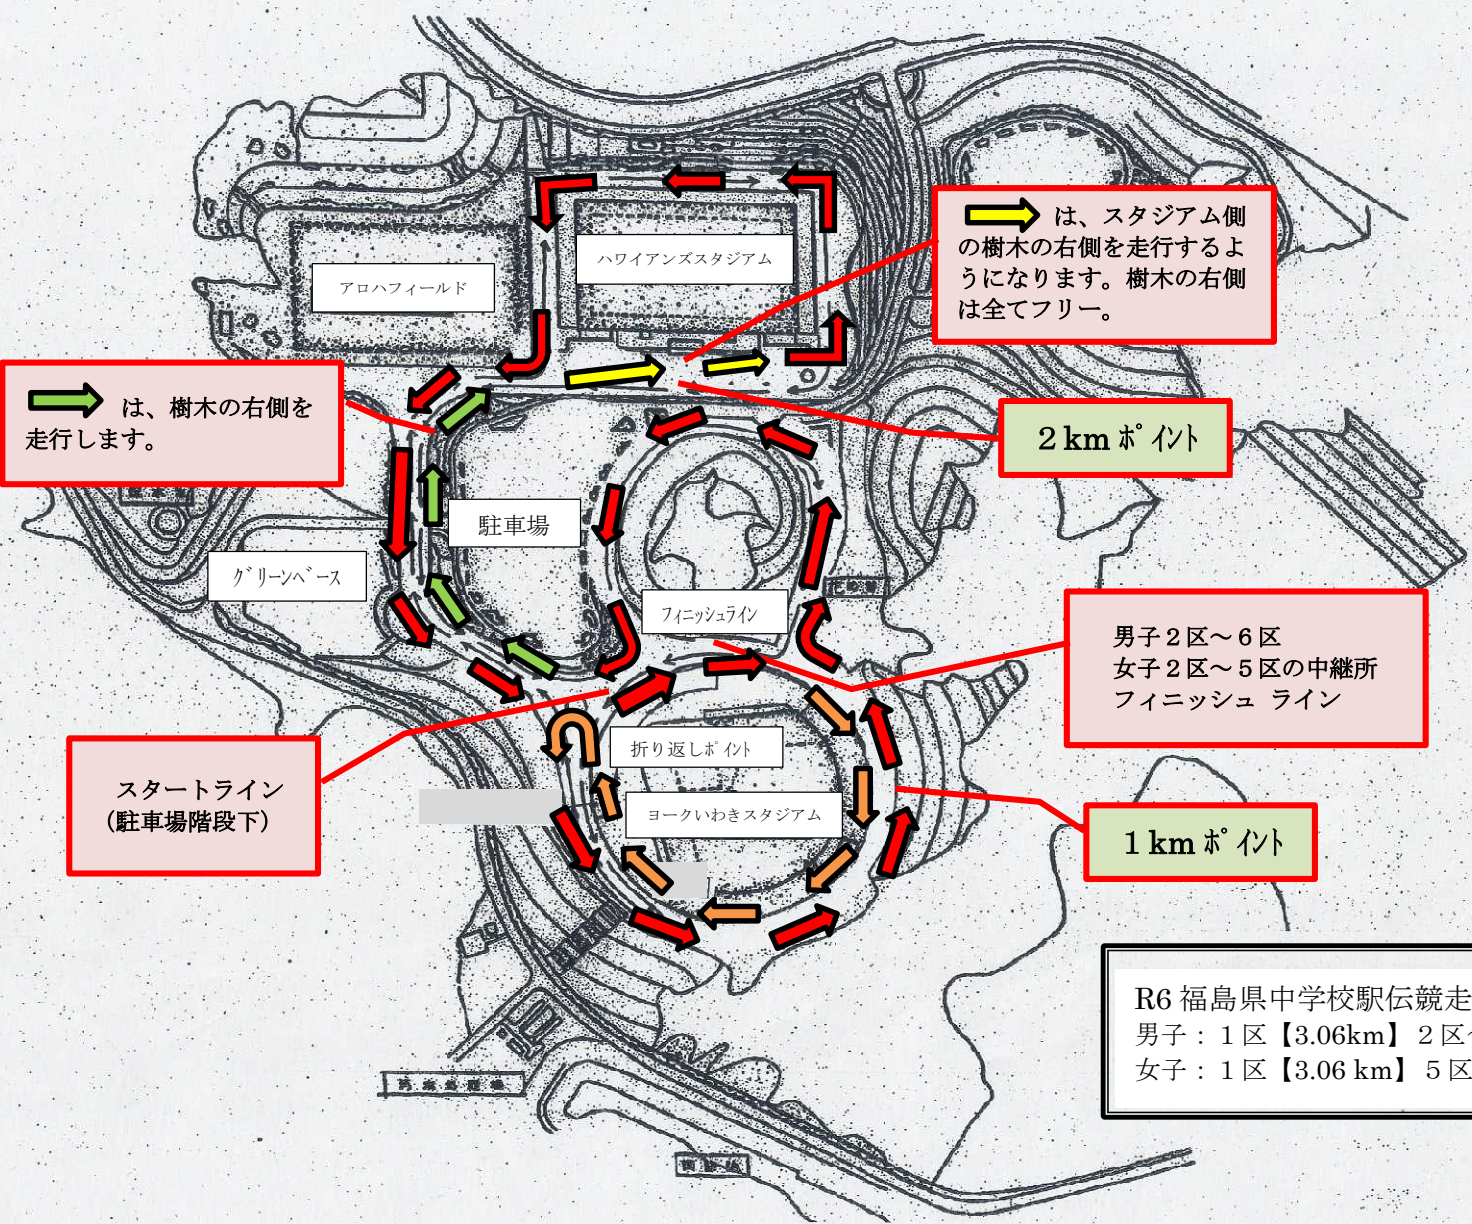 ハワイアンズスタジアム
アロハフィールド
は、スタジアム側
の樹木の右側を走行するよ
うになります。樹木の右側
は全てフリー。
は、樹木の右側を
走行します。
２kmﾎﾟｲﾝﾄ
駐車場
ｸﾞﾘｰﾝﾍﾞｰｽ
ﾌｨﾆｯｼｭﾗｲﾝ
男子２区～６区
女子２区～５区の中継所
フィニッシュ ライン
折り返しﾎﾟｲﾝﾄ
スタートライン
（駐車場階段下）
ヨークいわきスタジアム
１kmﾎﾟｲﾝﾄ
R6 福島県中学校駅伝競走
男子：１区【3.06km】２区
女子：１区【3.06 km】５区